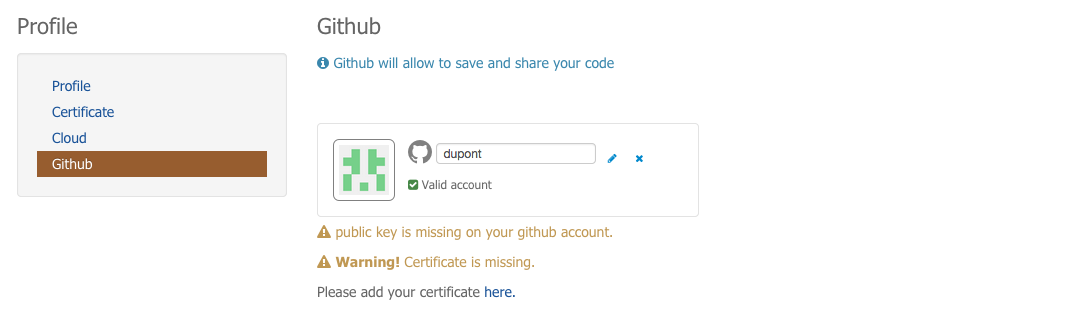 Profile
Profile
Certificate
Cloud
Github
Github
Github will allow to save and share your code
dupont
Valid account
public key is missing on your github account.
Warning! Certificate is missing.
Please add your certificate here.